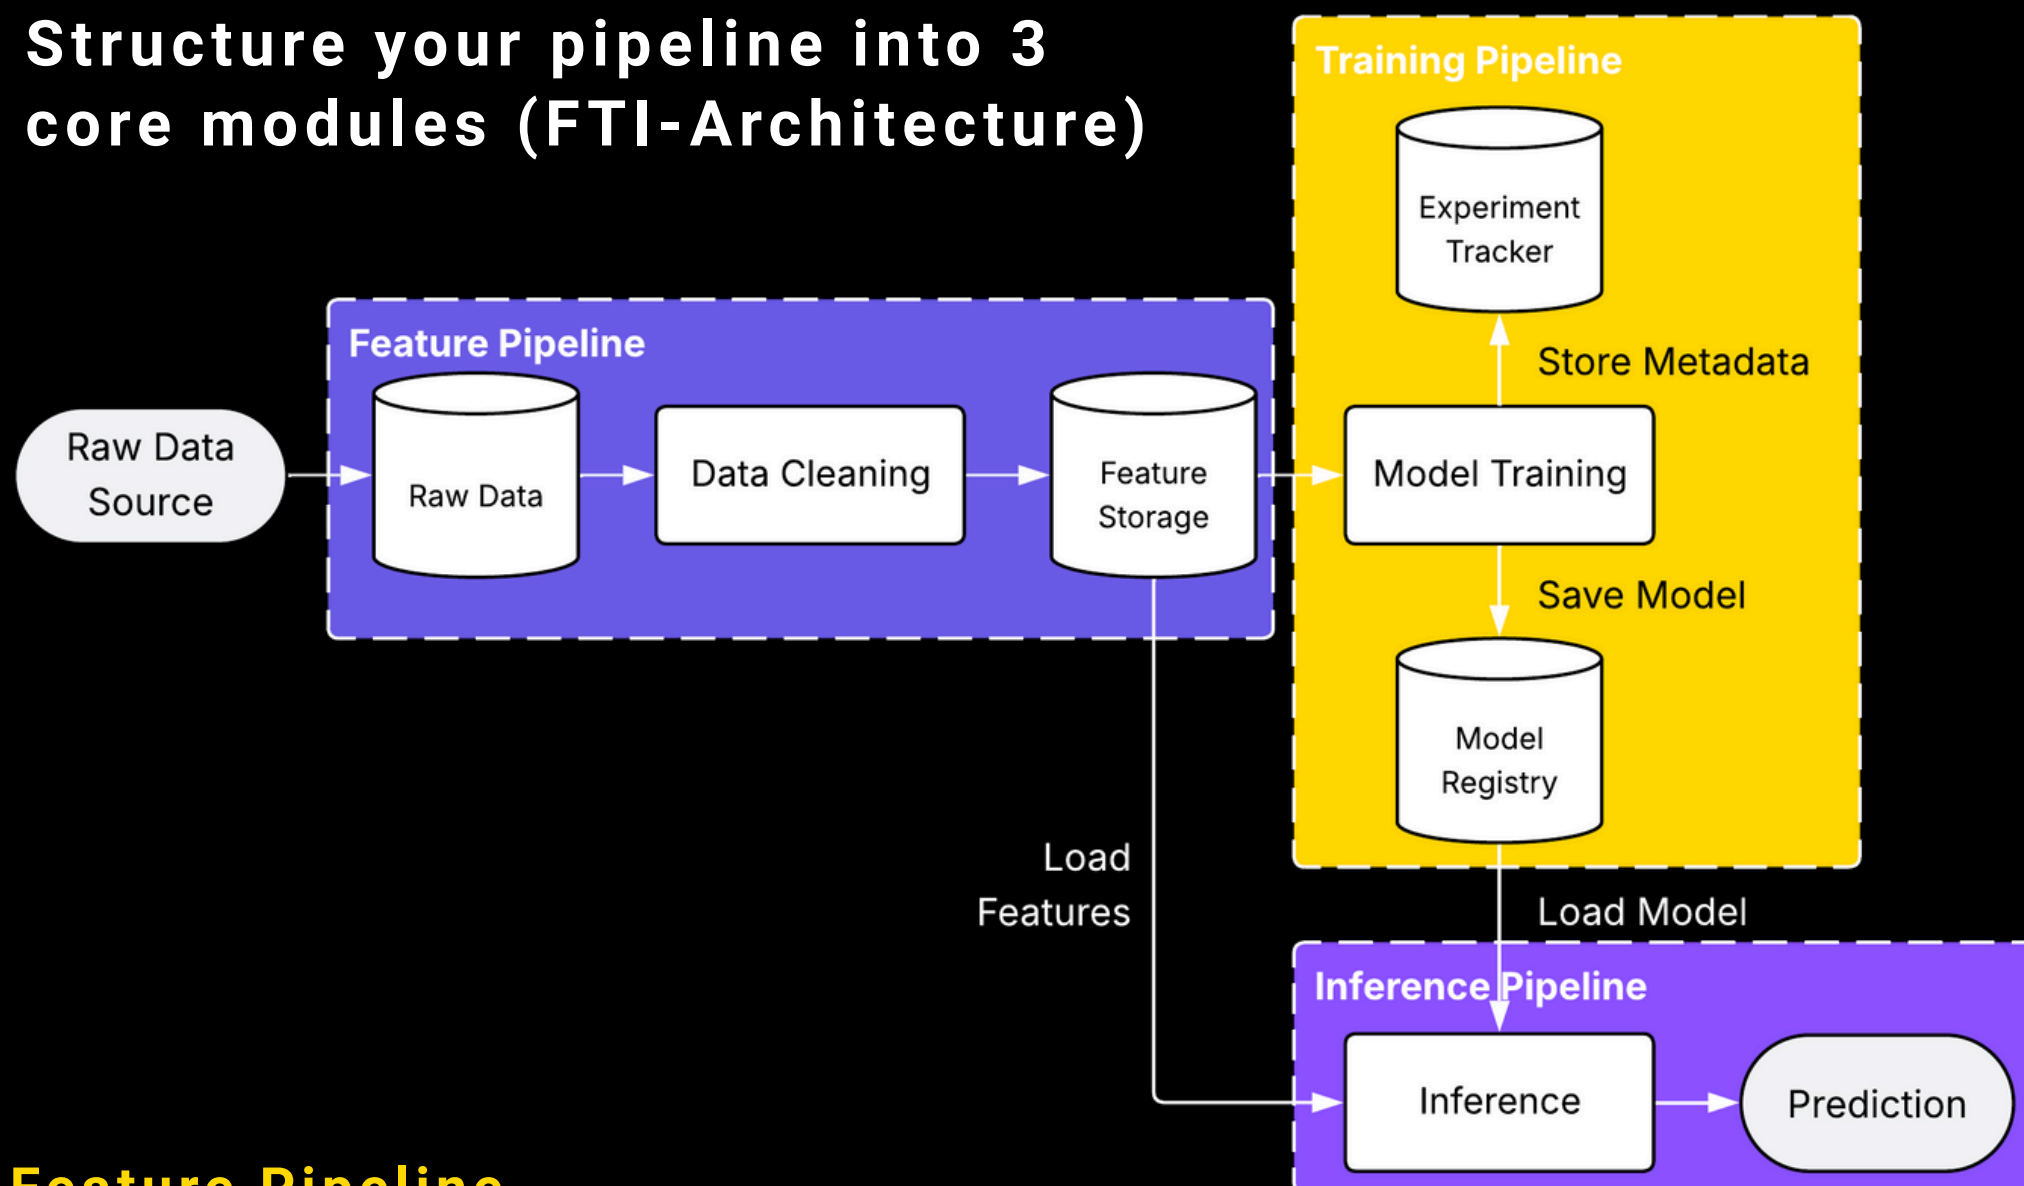 Structure your pipeline into 3
core modules (FTI-Architecture)
Training Pipeline
Experiment
Tracker
Store Metadata
Feature Pipeline
Raw Data
Source
Raw Data
Data Cleaning
Feature
Storage
Model Training
Save Model
Model
Registry
Load
Features
Load Model
Inference Pipeline
Inference
Prediction
Feature Pipeline